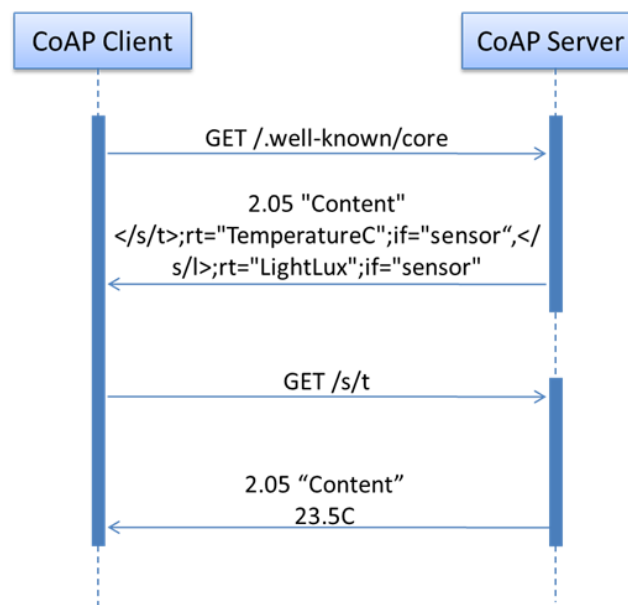 CoAP Client
CoAP Server
GET /.well-known/core
2.05 "Content"
</s/t>;rt="TemperatureC";if="sensor“,</
s/l>;rt="LightLux";if="sensor"
GET /s/t
2.05 “Content”
23.5C